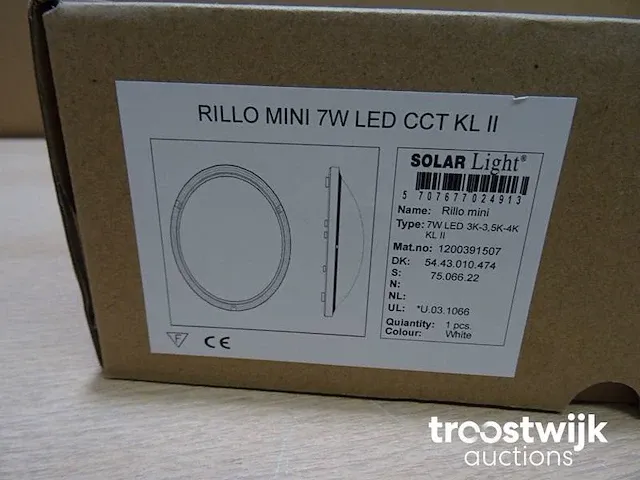 RILLO MINI 7W LED CCT KL II
SOLAR Light®
5 707677 024913
Name: Rillo mini
Type: 7W LED 3K-3,5K-4K
KL II
Mat.no: 1200391507
DK: 54.43.010.474
S: 75.066.22
N:
NL:
UL: *U.03.1066
Quiantity: 1 pcs.
Colour: White
F CE
troostwijk
auctions